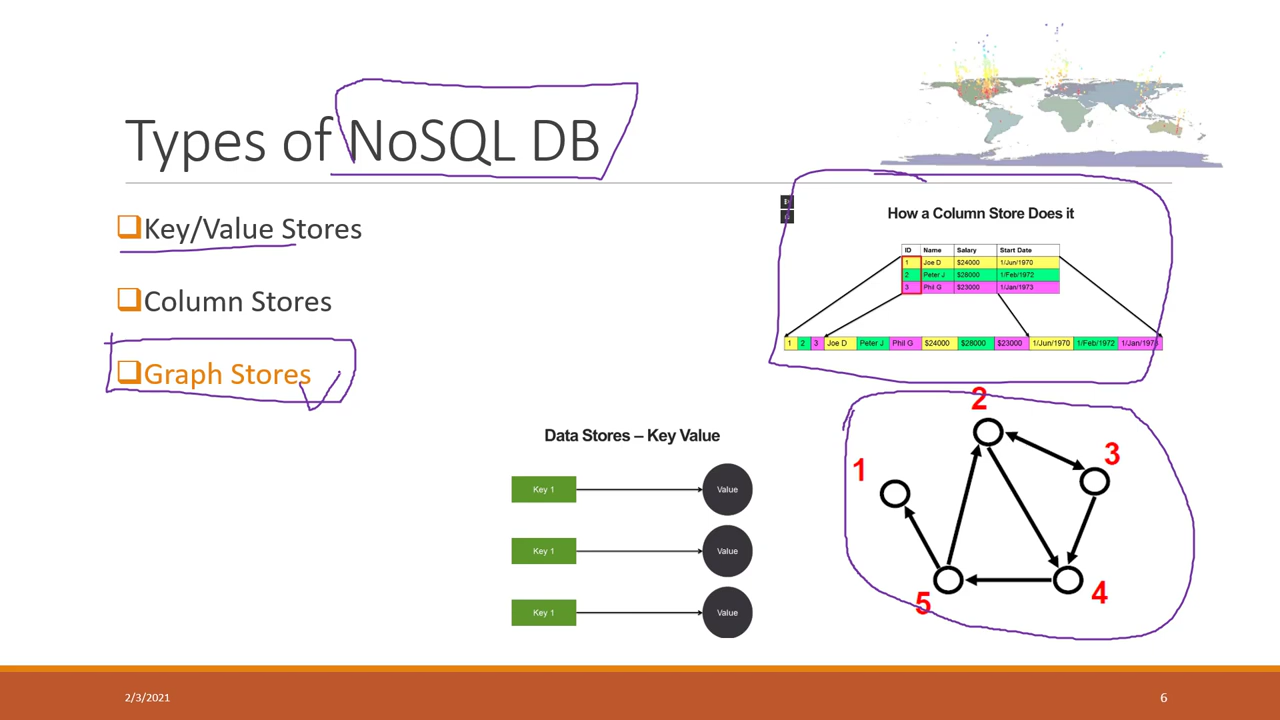 Types of NoSQL DB
Key/Value Stores
Column Stores
Graph Stores
How a Column Store Does it
ID Name Salary Start Date
1 Joe D $24000 1/Jun/1970
2 Peter J $28000 1/Feb/1972
3 Phil G $23000 1/Jan/1973
1 2 3 Joe D Peter J Phil G $24000 $28000 $23000 1/Jun/1970 1/Feb/1972 1/Jan/1973
Data Stores – Key Value
Key 1 Value
Key 1 Value
Key 1 Value
2
1
3
5
4
2/3/2021
6